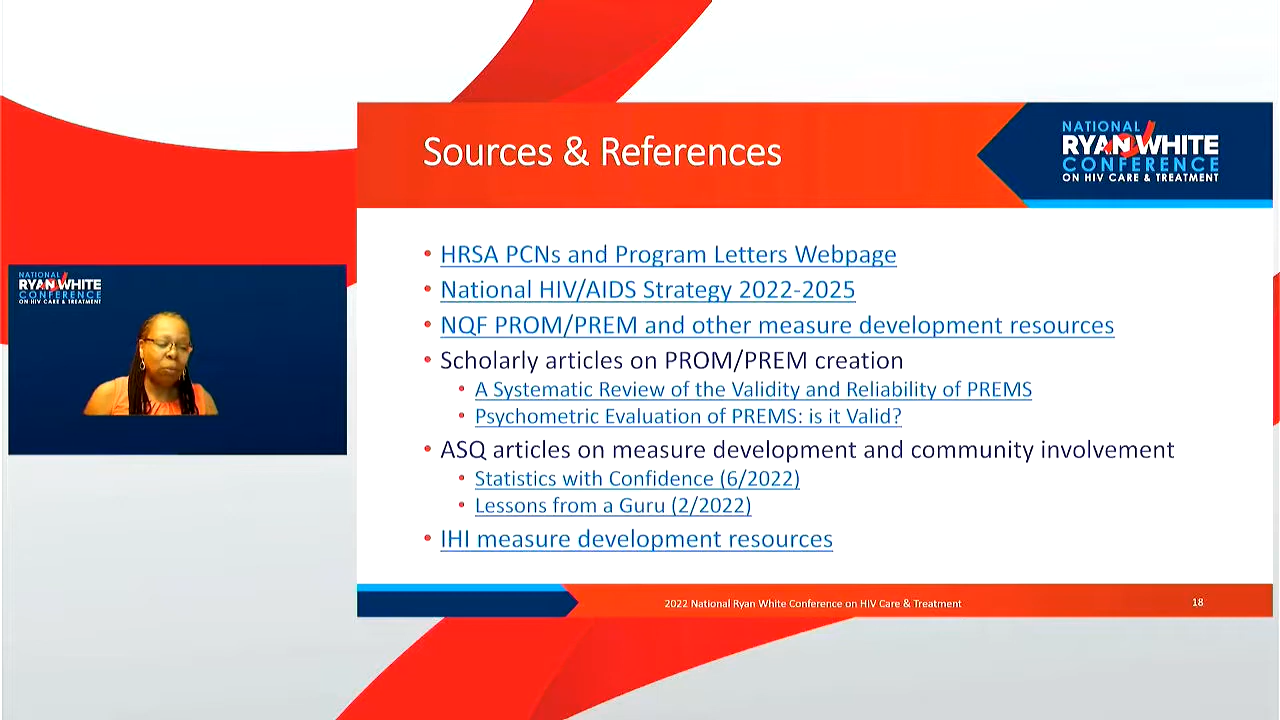 Sources & References
NATIONAL
RYAN WHITE
CONFERENCE
ON HIV CARE & TREATMENT
• HRSA PCNs and Program Letters Webpage
• National HIV/AIDS Strategy 2022-2025
• NQF PROM/PREM and other measure development resources
• Scholarly articles on PROM/PREM creation
• A Systematic Review of the Validity and Reliability of PREMS
• Psychometric Evaluation of PREMS: is it Valid?
• ASQ articles on measure development and community involvement
• Statistics with Confidence (6/2022)
• Lessons from a Guru (2/2022)
• IHI measure development resources
2022 National Ryan White Conference on HIV Care & Treatment
18
NATIONAL
RYAN WHITE
CONFERENCE
ON HIV CARE & TREATMENT